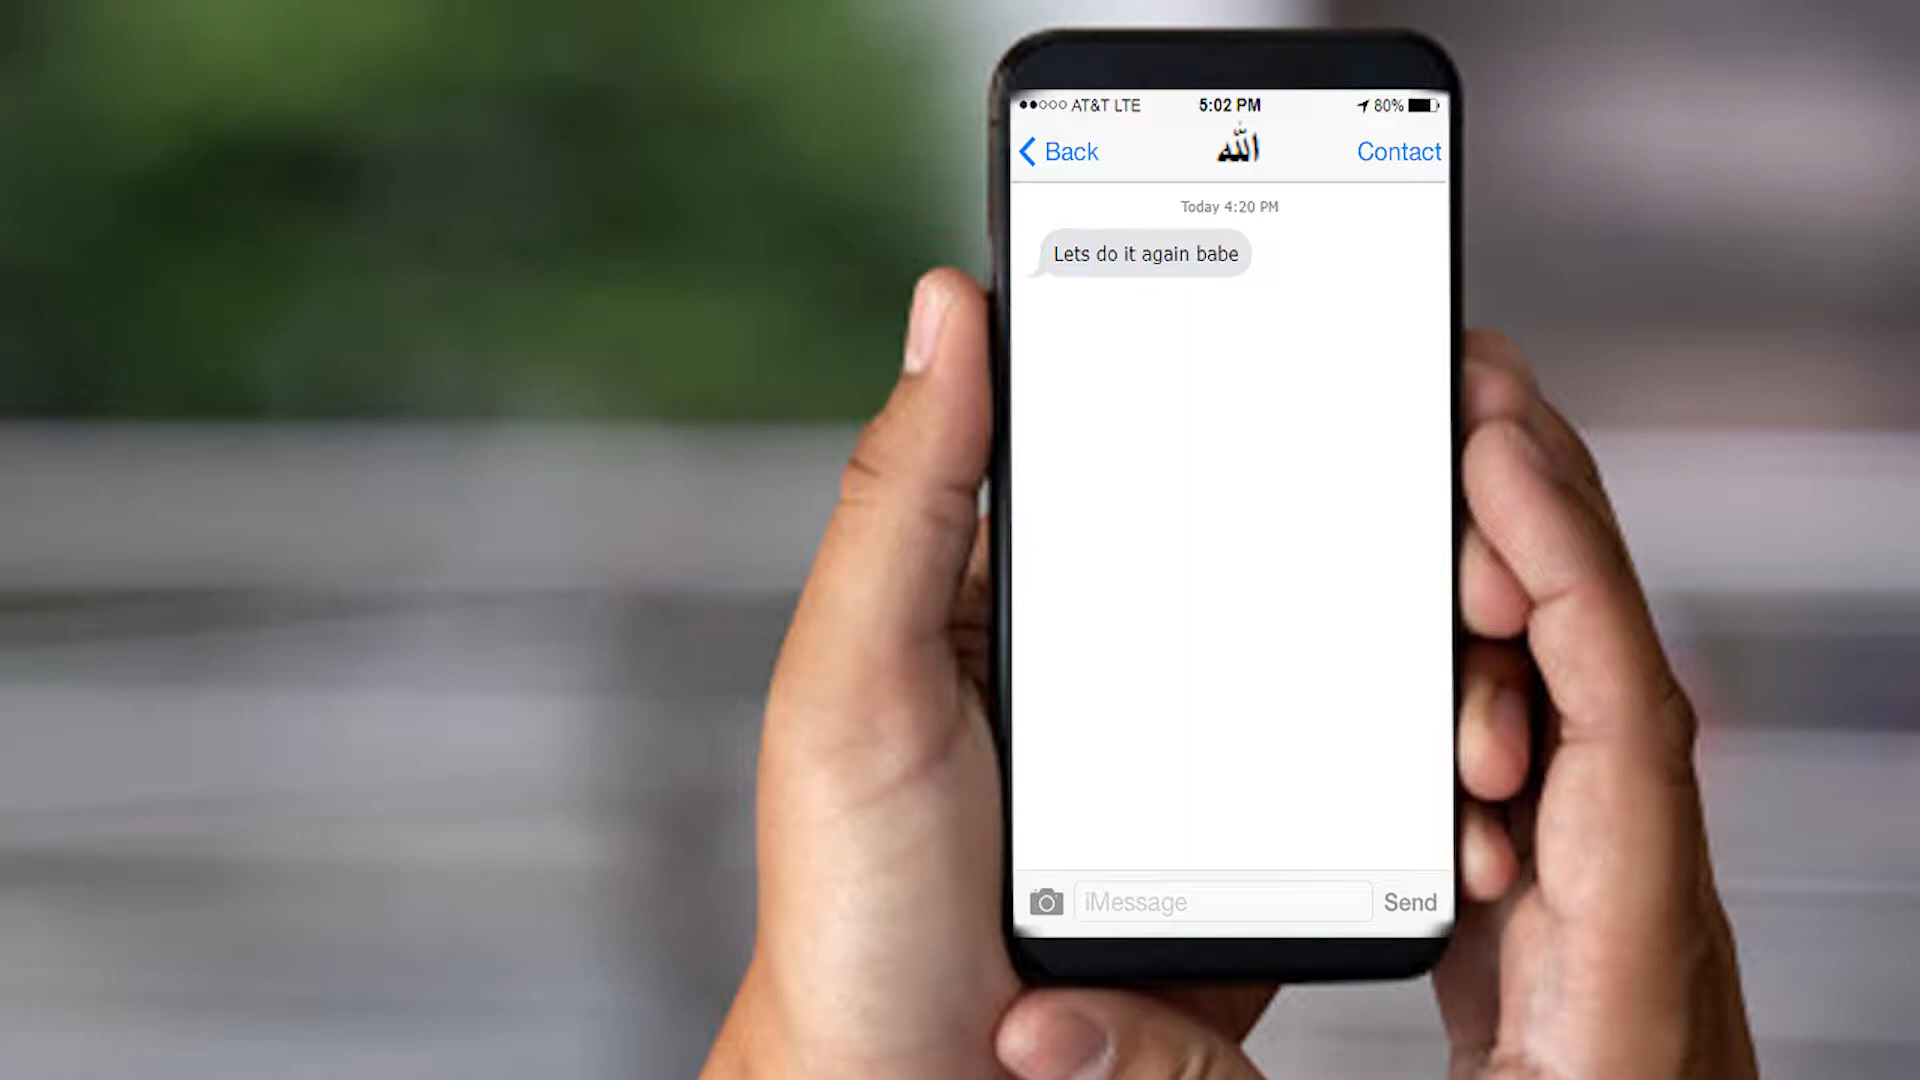 AT&T LTE 5:02 PM 80%
Back الله Contact
Today 4:20 PM
Lets do it again babe
iMessage Send